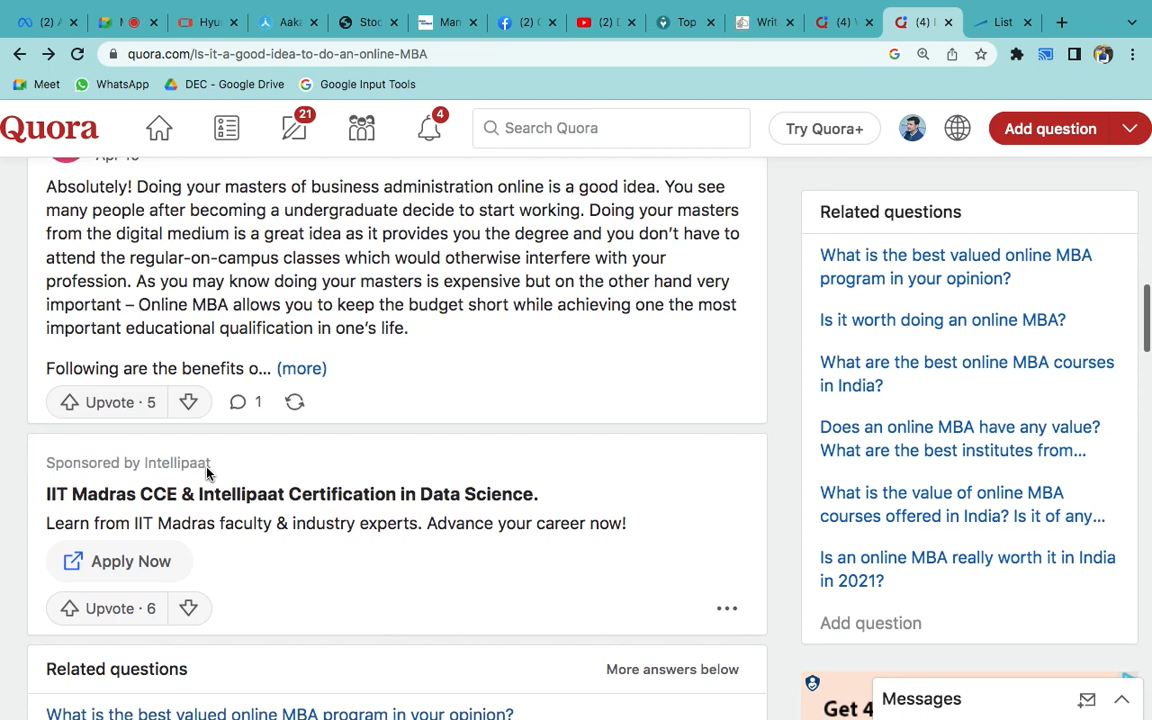 (2) A
M
Hyu
Aak
Stoc
Man
(2) (
(2) [
Top
Writ
(4) \
(4) |
List
quora.com/Is-it-a-good-idea-to-do-an-online-MBA
Meet
WhatsApp
DEC - Google Drive
Google Input Tools
Quora
21
4
Search Quora
Try Quora+
Add question
Absolutely! Doing your masters of business administration online is a good idea. You see
many people after becoming a undergraduate decide to start working. Doing your masters
from the digital medium is a great idea as it provides you the degree and you don't have to
attend the regular-on-campus classes which would otherwise interfere with your
profession. As you may know doing your masters is expensive but on the other hand very
important – Online MBA allows you to keep the budget short while achieving one the most
important educational qualification in one's life.
Following are the benefits o... (more)
Upvote · 5
1
Sponsored by Intellipaat
IIT Madras CCE & Intellipaat Certification in Data Science.
Learn from IIT Madras faculty & industry experts. Advance your career now!
Apply Now
Upvote · 6
Related questions
More answers below
What is the best valued online MBA program in your opinion?
Related questions
What is the best valued online MBA
program in your opinion?
Is it worth doing an online MBA?
What are the best online MBA courses
in India?
Does an online MBA have any value?
What are the best institutes from...
What is the value of online MBA
courses offered in India? Is it of any...
Is an online MBA really worth it in India
in 2021?
Add question
Get 4
Messages